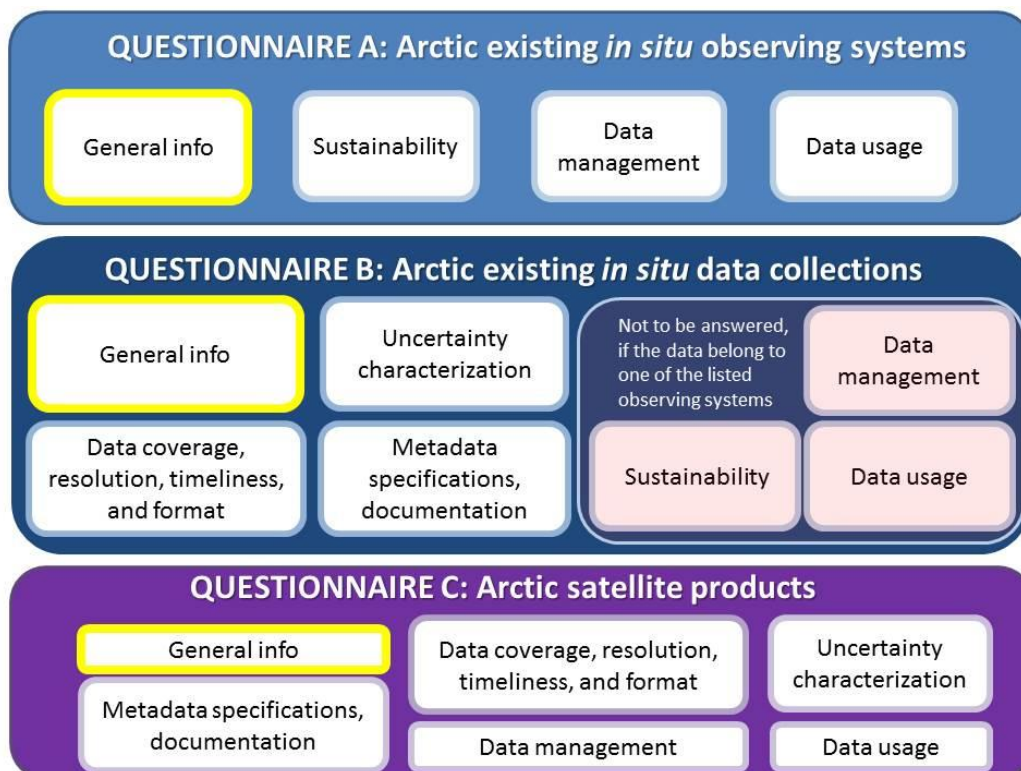 QUESTIONNAIRE A: Arctic existing in situ observing systems
General info
Sustainability
Data
management
Data usage
QUESTIONNAIRE B: Arctic existing in situ data collections
General info
Uncertainty
characterization
Not to be answered,
if the data belong to
one of the listed
observing systems
Data
management
Data coverage,
resolution, timeliness,
and format
Metadada
specifications,
documentation
Sustainability
Data usage
QUESTIONNAIRE C: Arctic satellite products
General info
Data coverage, resolution,
timeliness, and format
Uncertainty
characterization
Metadada specifications,
documentation
Data management
Data usage